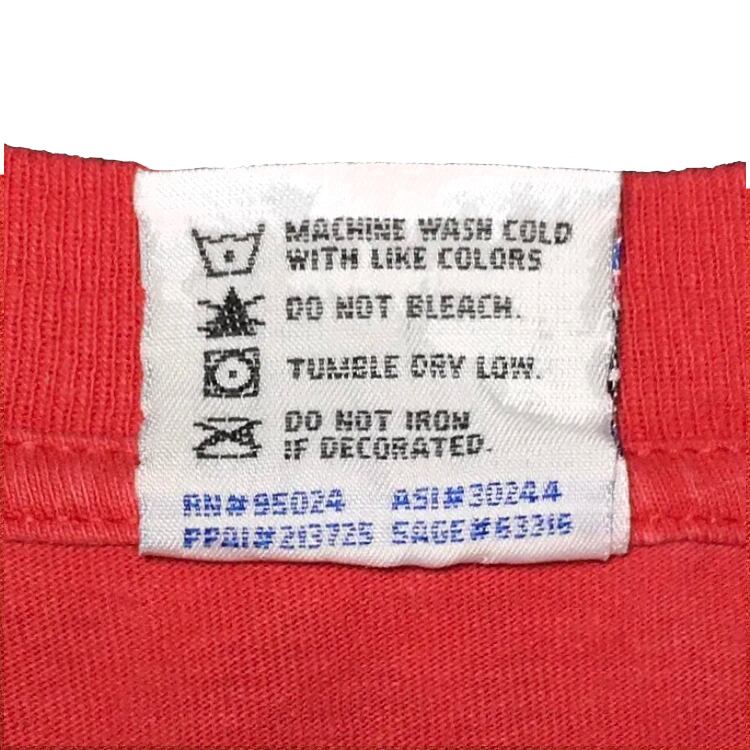 MACHINE WASH COLD
WITH LIKE COLORS
DO NOT BLEACH.
TUMBLE DRY LOW.
DO NOT IRON
IF DECORATED.
RN#95024 ASI#30244
PPAI#213725 SAGE#63316